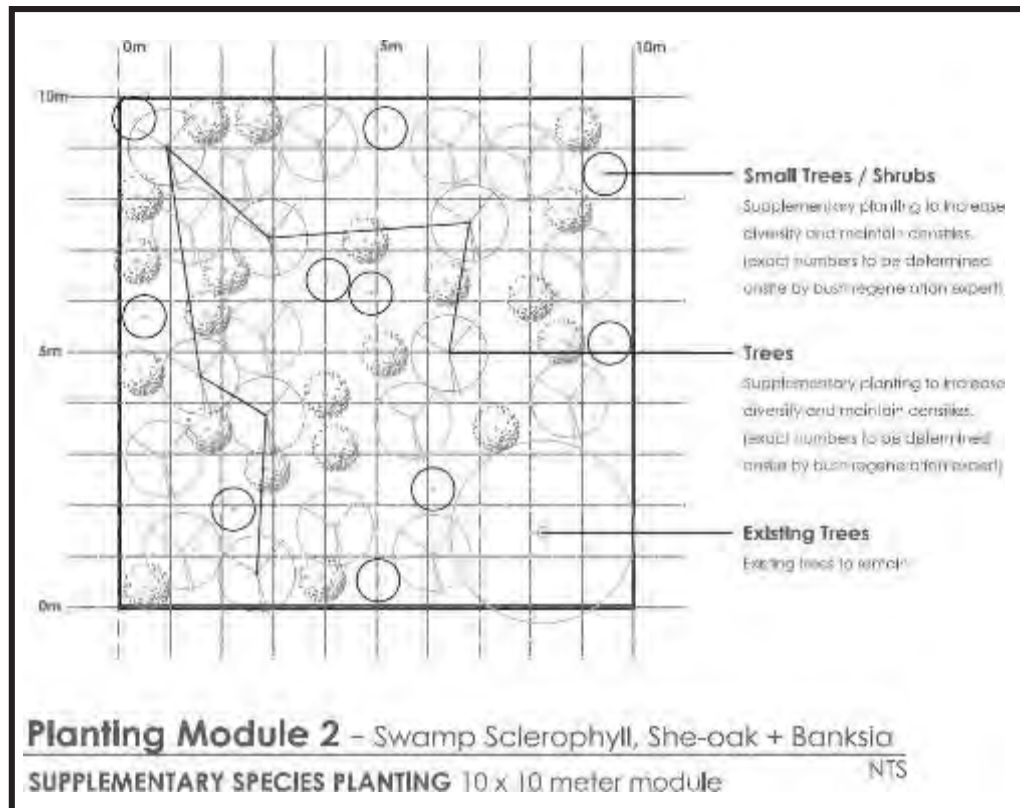 0m 5m 10m
10m
Small Trees / Shrubs
Supplementary planting to increase
diversity and maintain densities.
(exact numbers to be determined
onsite by bush regeneration expert)
5m
Trees
Supplementary planting to increase
diversity and maintain densities.
(exact numbers to be determined
onsite by bush regeneration expert)
Existing Trees
Existing trees to remain
0m
Planting Module 2 – Swamp Sclerophyll, She-oak + Banksia
NTS
SUPPLEMENTARY SPECIES PLANTING 10 x 10 meter module